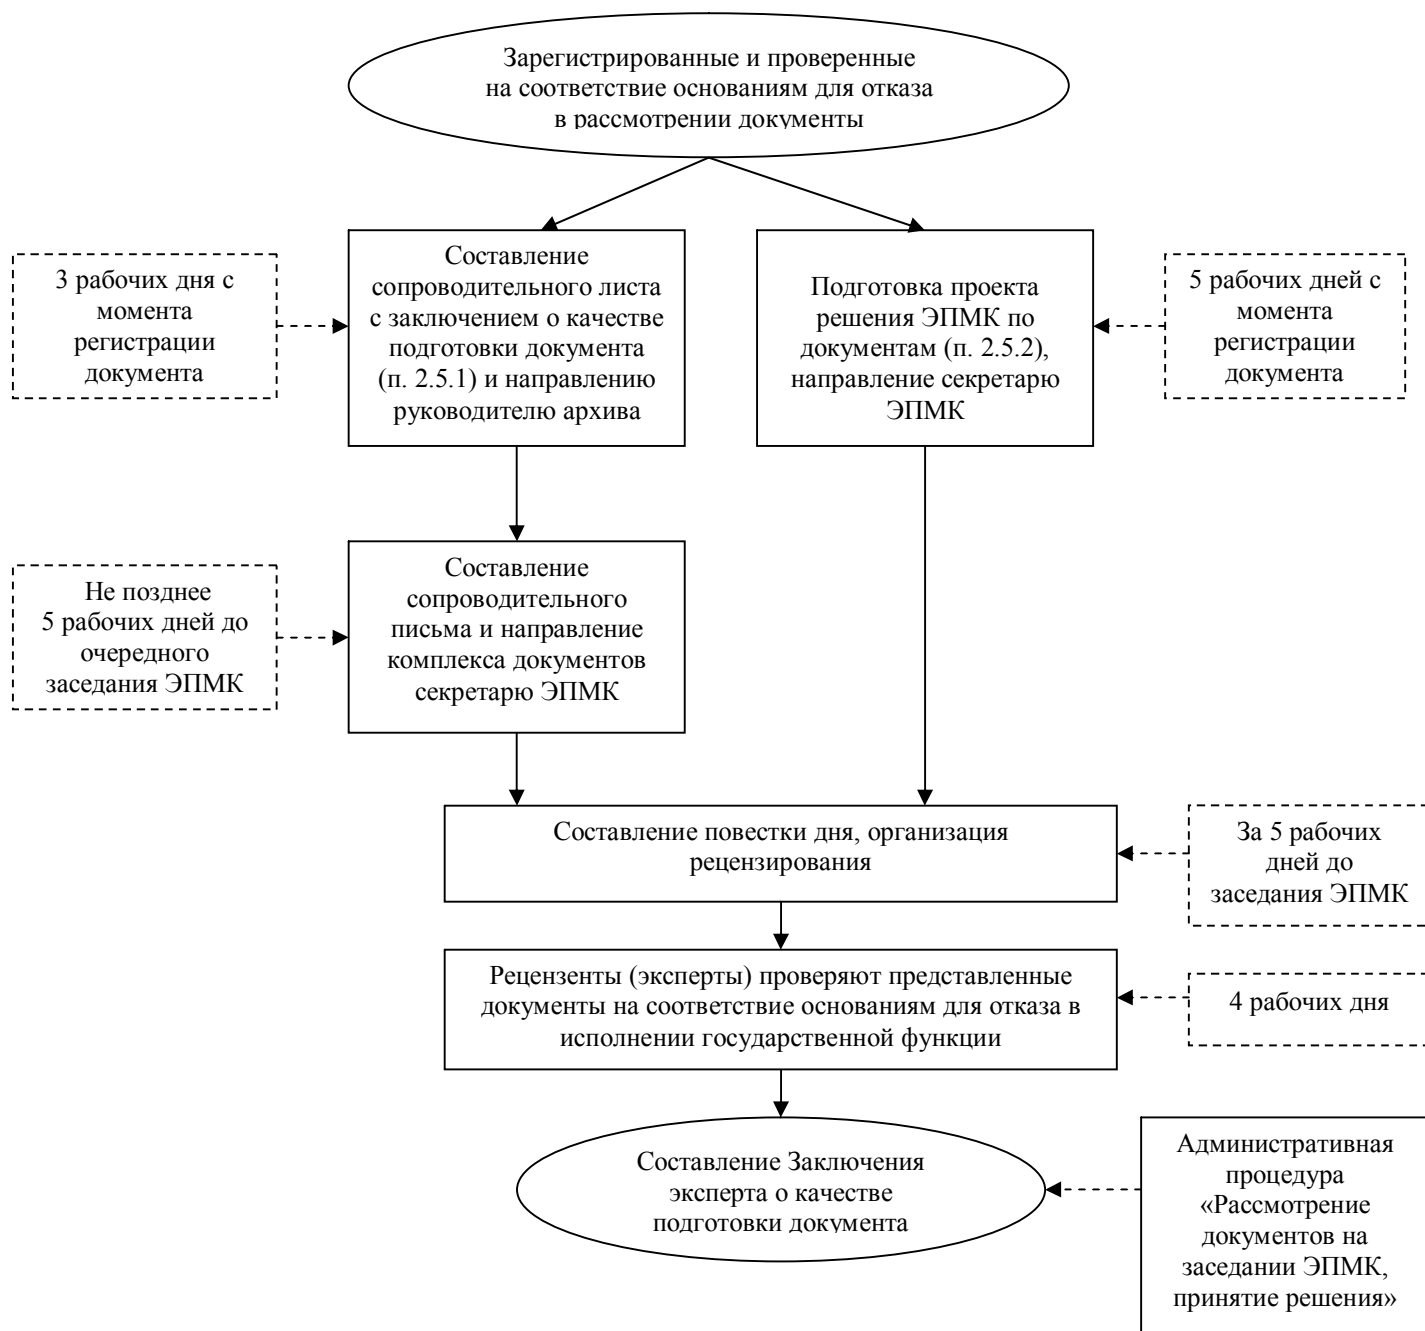 Зарегистрированные и проверенные
на соответствие основаниям для отказа
в рассмотрении документы
3 рабочих дня с
момента
регистрации
документа
Составление
сопроводительного листа
с заключением о качестве
подготовки документа
(п. 2.5.1) и направлению
руководителю архива
Подготовка проекта
решения ЭПМК по
документам (п. 2.5.2),
направление секретарю
ЭПМК
5 рабочих дней с
момента
регистрации
документа
Не позднее
5 рабочих дней до
очередного
заседания ЭПМК
Составление
сопроводительного
письма и направление
комплекса документов
секретарю ЭПМК
Составление повестки дня, организация
рецензирования
За 5 рабочих
дней до
заседания ЭПМК
Рецензенты (эксперты) проверяют представленные
документы на соответствие основаниям для отказа в
исполнении государственной функции
4 рабочих дня
Составление Заключения
эксперта о качестве
подготовки документа
Административная
процедура
«Рассмотрение
документов на
заседании ЭПМК,
принятие решения»